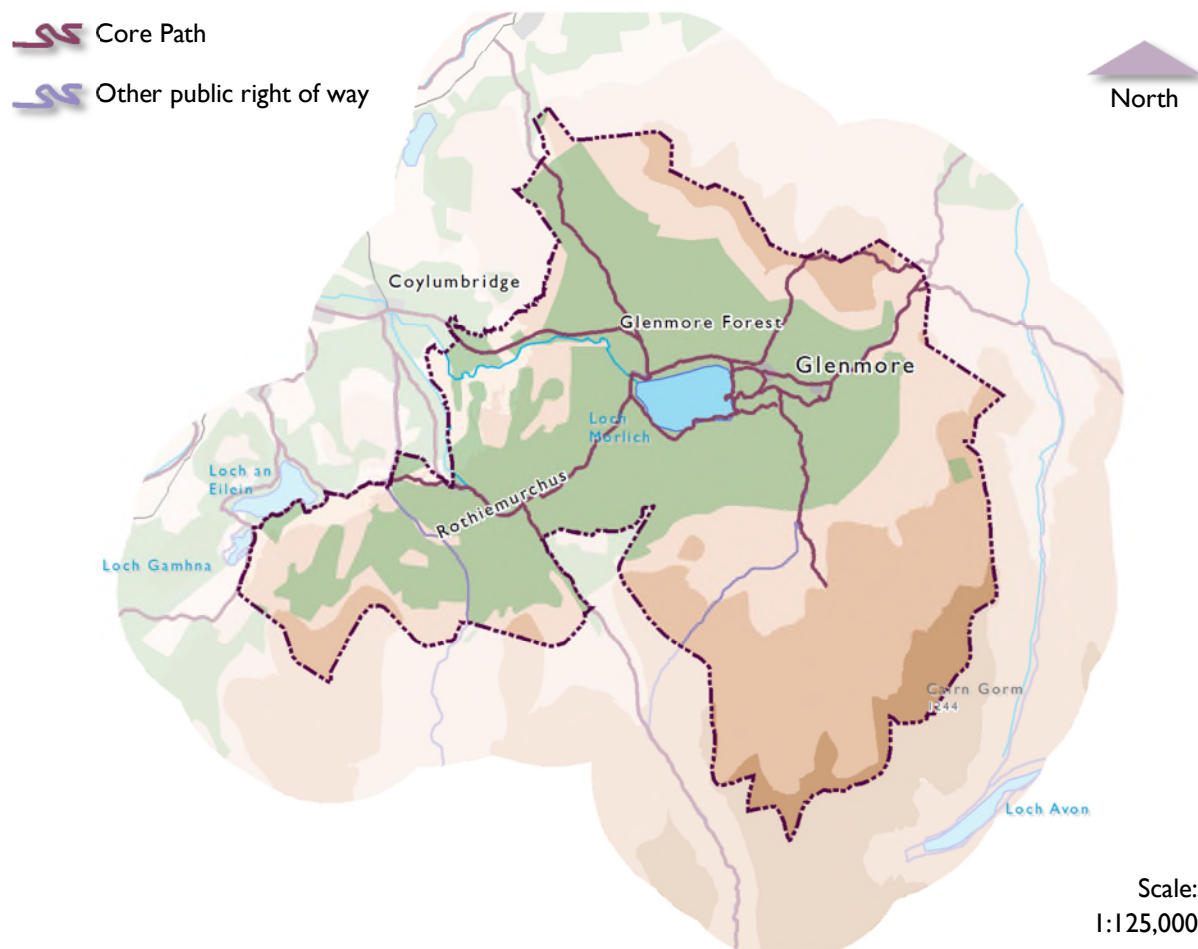 Core Path
Other public right of way
North
Coylumbridge
Glenmore Forest
Glenmore
Loch
Morlich
Loch an
Eilein
Rothiemurchus
Loch Gamhna
Cairn Gorm
1244
Loch Avon
Scale:
1:125,000